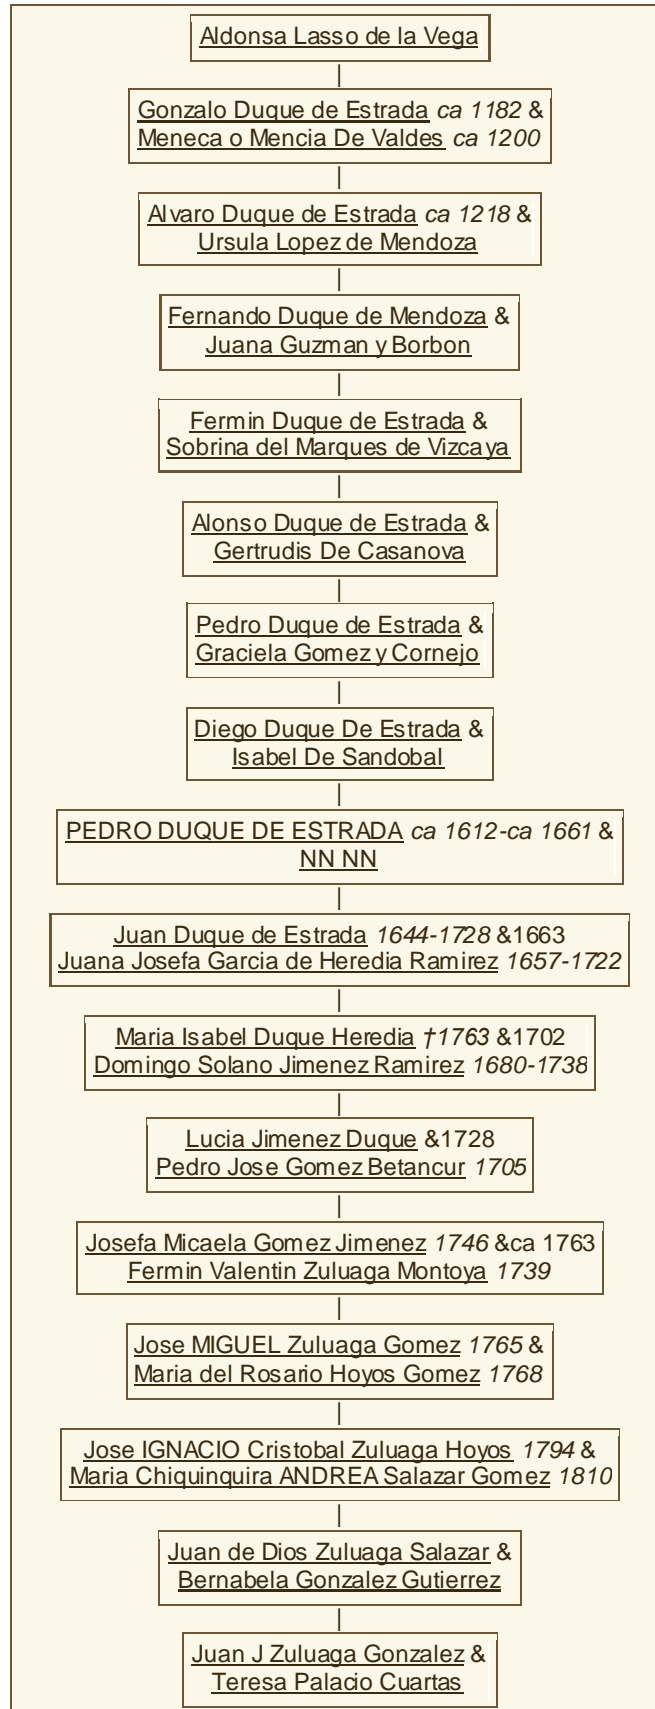 Aldonsa Lasso de la Vega
Gonzalo Duque de Estrada ca 1182 &
Meneca o Mencia De Valdes ca 1200
Alvaro Duque de Estrada ca 1218 &
Ursula Lopez de Mendoza
Fernando Duque de Mendoza &
Juana Guzman y Borbon
Fermin Duque de Estrada &
Sobrina del Marques de Vizcaya
Alonso Duque de Estrada &
Gertrudis De Casanova
Pedro Duque de Estrada &
Graciela Gomez y Cornejo
Diego Duque De Estrada &
Isabel De Sandobal
PEDRO DUQUE DE ESTRADA ca 1612-ca 1661 &
NN NN
Juan Duque de Estrada 1644-1728 &1663
Juana Josefa Garcia de Heredia Ramirez 1657-1722
Maria Isabel Duque Heredia †1763 &1702
Domingo Solano Jimenez Ramirez 1680-1738
Lucia Jimenez Duque &1728
Pedro Jose Gomez Betancur 1705
Josefa Micaela Gomez Jimenez 1746 &ca 1763
Fermin Valentin Zuluaga Montoya 1739
Jose MIGUEL Zuluaga Gomez 1765 &
Maria del Rosario Hoyos Gomez 1768
Jose IGNACIO Cristobal Zuluaga Hoyos 1794 &
Maria Chiquinquira ANDREA Salazar Gomez 1810
Juan de Dios Zuluaga Salazar &
Bernabela Gonzalez Gutierrez
Juan J Zuluaga Gonzalez &
Teresa Palacio Cuartas